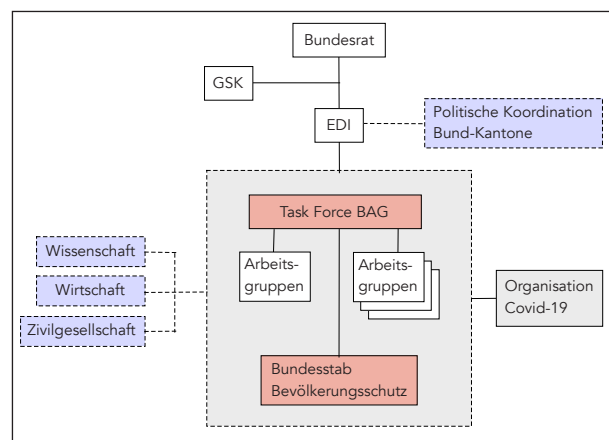 Bundesrat
GSK
EDI
Politische Koordination
Bund-Kantone
Task Force BAG
Arbeits-
gruppen
Arbeits-
gruppen
Wissenschaft
Wirtschaft
Zivilgesellschaft
Organisation
Covid-19
Bundesstab
Bevölkerungsschutz